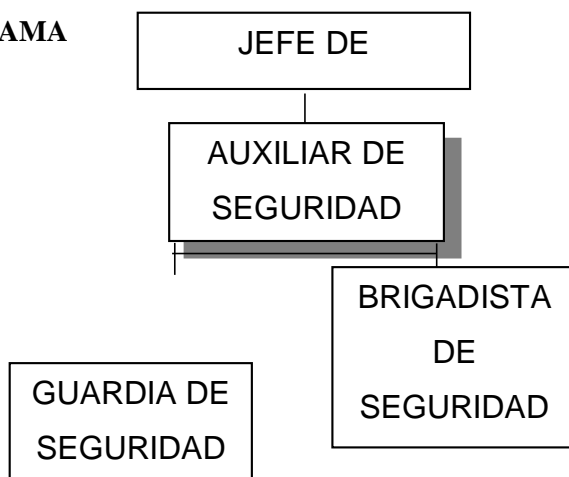 AMA
JEFE DE
AUXILIAR DE
SEGURIDAD
BRIGADISTA
DE
SEGURIDAD
GUARDIA DE
SEGURIDAD